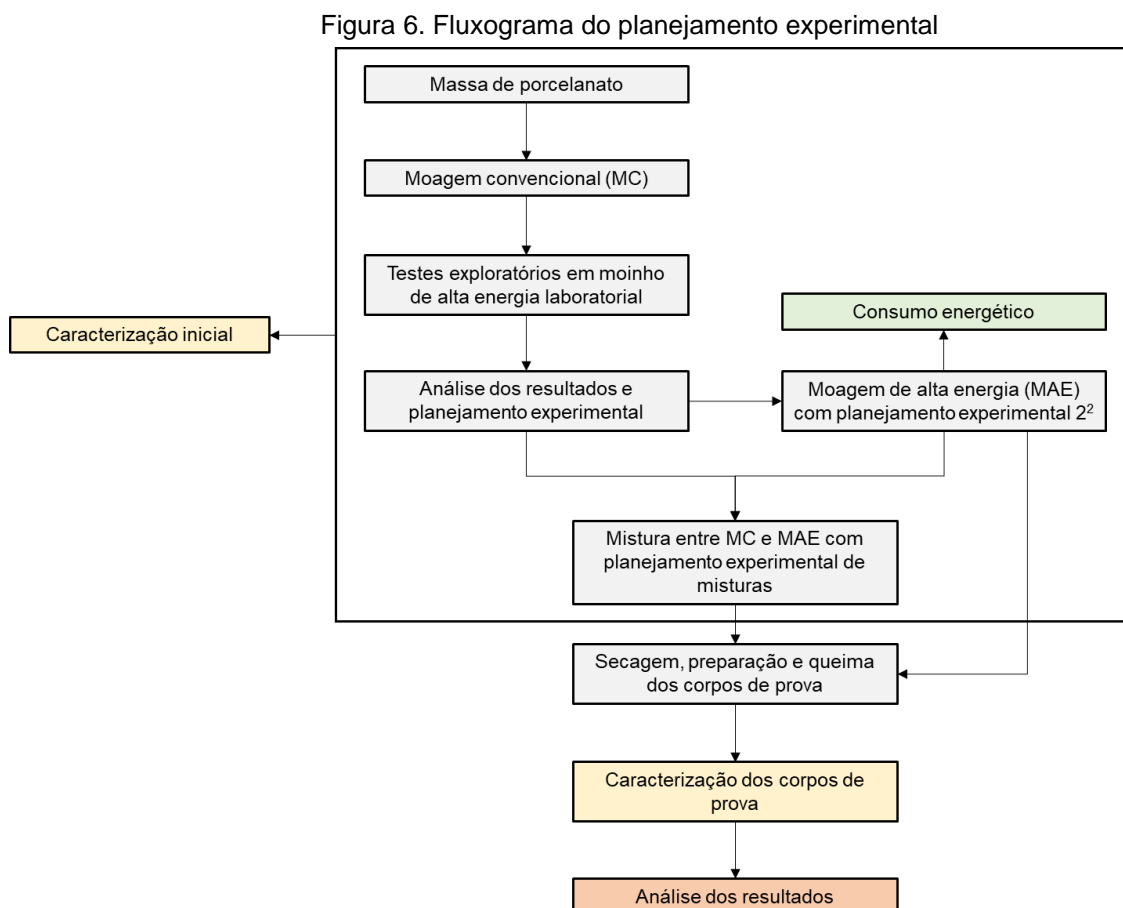 Figura 6. Fluxograma do planejamento experimental
Massa de porcelanato
Moagem convencional (MC)
Testes exploratórios em moinho
de alta energia laboratorial
Consumo energético
Caracterização inicial
Análise dos resultados e
planejamento experimental
Moagem de alta energia (MAE)
com planejamento experimental 2²
Mistura entre MC e MAE com
planejamento experimental de
misturas
Secagem, preparação e queima
dos corpos de prova
Caracterização dos corpos de
prova
Análise dos resultados